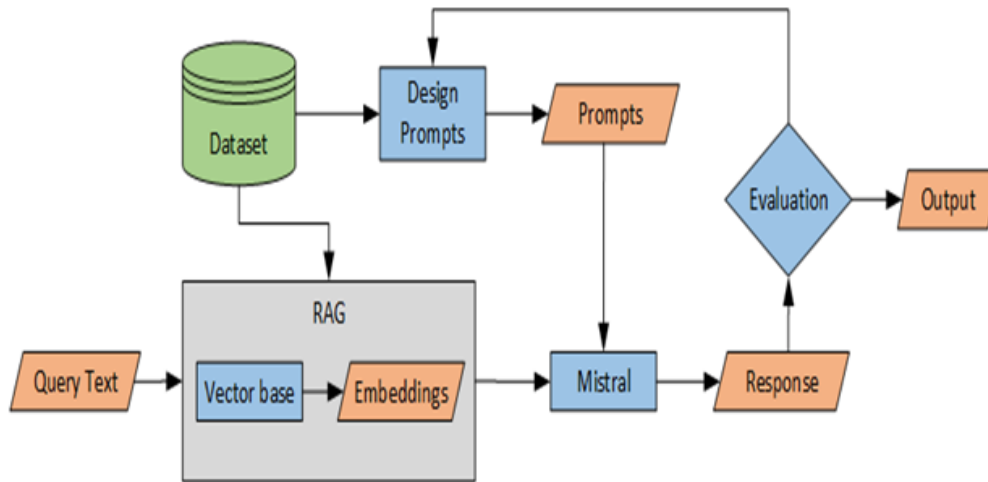 Dataset
Design
Prompts
Prompts
Evaluation
Output
RAG
Query Text
Vector base
Embeddings
Mistral
Response